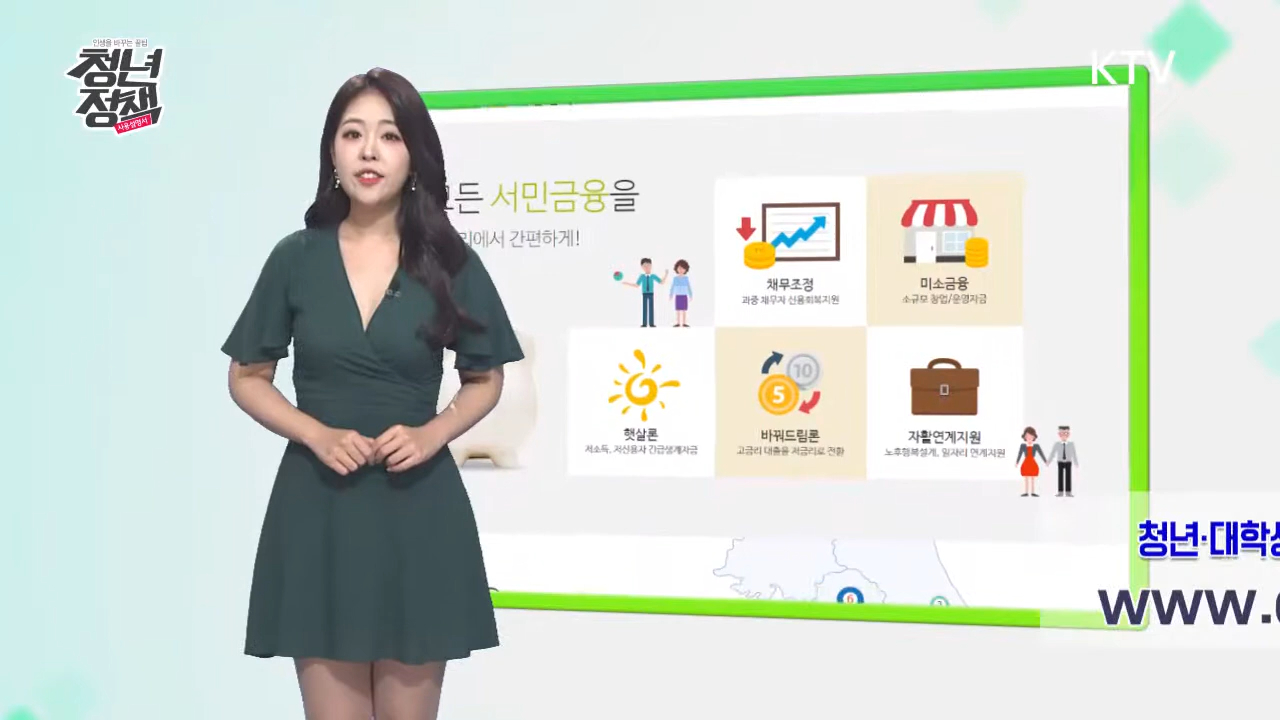 인생을 바꾸는 꿀팁
청년
정책
사용설명서
KTV
모든 서민금융을
에서 간편하게!
채무조정
과중 채무자 신용회복지원
미소금융
소규모 창업/운영자금
10
5
햇살론
저소득, 저신용자 긴급생계자금
바꿔드림론
고금리 대출을 저금리로 전환
자활연계지원
노후행복설계, 일자리 연계지원
6
3
청년·대학생
www.